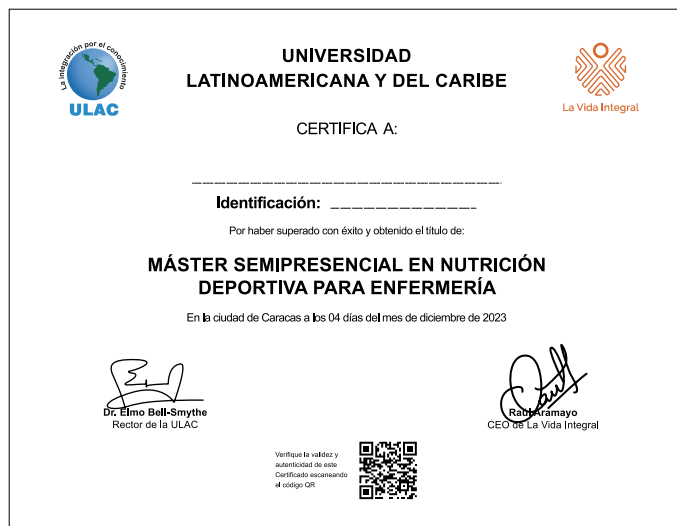 La integración por el conocimiento
ULAC
UNIVERSIDAD
LATINOAMERICANA Y DEL CARIBE
La Vida Integral
CERTIFICA A:
Identificación:
Por haber superado con éxito y obtenido el título de:
MÁSTER SEMIPRESENCIAL EN NUTRICIÓN
DEPORTIVA PARA ENFERMERÍA
En la ciudad de Caracas a los 04 días del mes de diciembre de 2023
Dr. Elmo Bell-Smythe
Rector de la ULAC
Raúl Aramayo
CEO de La Vida Integral
Verifique la validez y
autenticidad de este
Certificado escaneando
el código QR